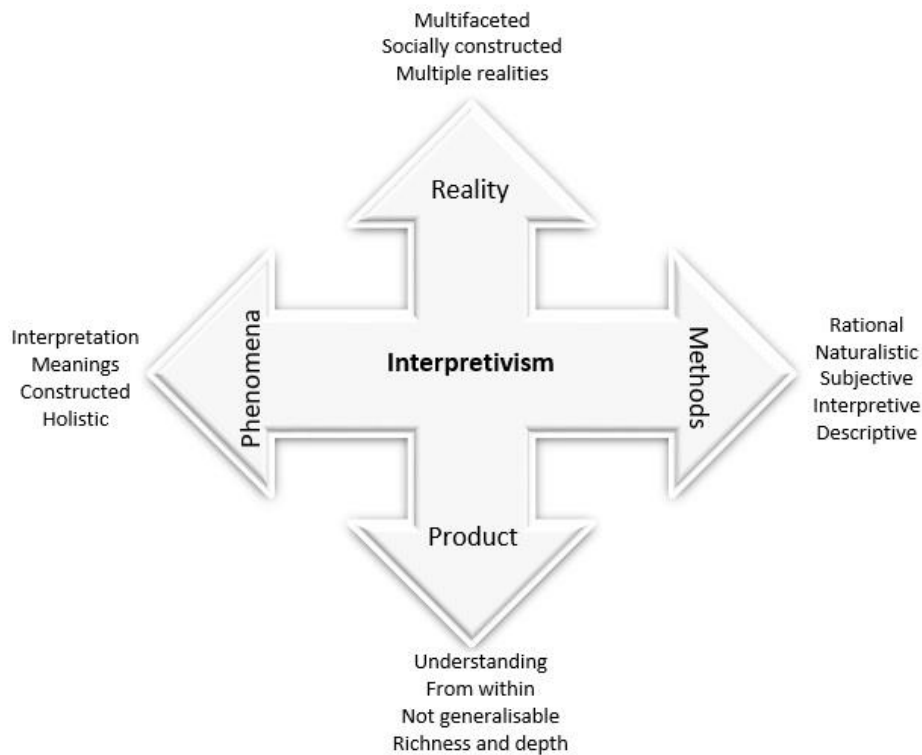 Multifaceted
Socially constructed
Multiple realities
Reality
Interpretation
Meanings
Constructed
Holistic
Phenomena
Interpretivism
Methods
Rational
Naturalistic
Subjective
Interpretive
Descriptive
Product
Understanding
From within
Not generalisable
Richness and depth